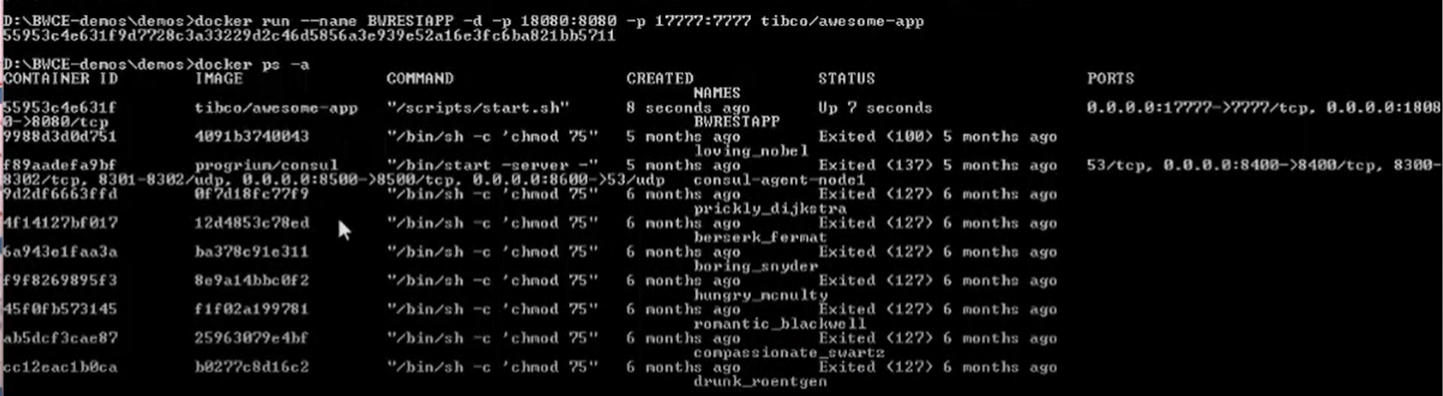 D:\BWCE-demos\demos>docker run --name BWRESTAPP -d -p 18080:8080 -p 17777:7777 tibco/awesome-app
55953c4e631f9d7728c3a33229d2c46d5856a3e939e52a16e3fc6ba821bb5711
D:\BWCE-demos\demos>docker ps -a
CONTAINER ID IMAGE COMMAND CREATED STATUS PORTS
NAMES
55953c4e631f tibco/awesome-app "/scripts/start.sh" 8 seconds ago Up 7 seconds 0.0.0.0:17777->7777/tcp, 0.0.0.0:1808
0->8080/tcp BWRESTAPP
9988d3d0d751 4091b3740043 "/bin/sh -c 'chmod 75" 5 months ago Exited (100) 5 months ago
loving_nobel
f89aadefa9bf progrium/consul "/bin/start -server -" 5 months ago Exited (137) 5 months ago 53/tcp, 0.0.0.0:8400->8400/tcp, 8300-
8302/tcp, 8301-8302/udp, 0.0.0.0:8500->8500/tcp, 0.0.0.0:8600->53/udp consul-agent-node1
9d2df6663ffd 0f7d18fc77f9 "/bin/sh -c 'chmod 75" 6 months ago Exited (127) 6 months ago
prickly_dijkstra
4f14127bf017 12d4853c78ed "/bin/sh -c 'chmod 75" 6 months ago Exited (127) 6 months ago
berserk_fermat
6a943e1faa3a ba378c91e311 "/bin/sh -c 'chmod 75" 6 months ago Exited (127) 6 months ago
boring_snyder
f9f8269895f3 8e9a14bbc0f2 "/bin/sh -c 'chmod 75" 6 months ago Exited (127) 6 months ago
hungry_mcnulty
45f0fb573145 f1f02a199781 "/bin/sh -c 'chmod 75" 6 months ago Exited (127) 6 months ago
romantic_blackwell
ab5dcf3cae87 25963079e4bf "/bin/sh -c 'chmod 75" 6 months ago Exited (127) 6 months ago
compassionate_swartz
cc12eac1b0ca b0277c8d16c2 "/bin/sh -c 'chmod 75" 6 months ago Exited (127) 6 months ago
drunk_roentgen